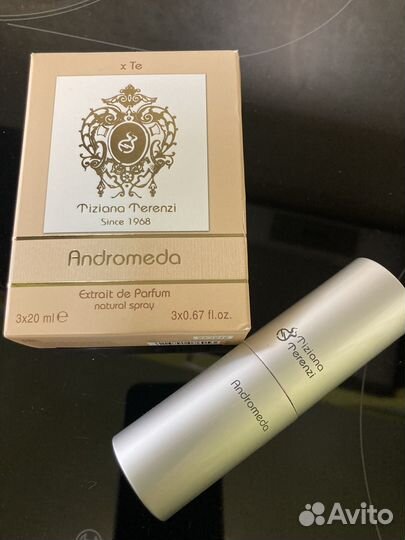 x Te
Tiziana Terenzi
Since 1968
Andromeda
Extrait de Parfum
natural spray
3x20 ml ℮ 3x0.67 fl.oz.
Tiziana
Terenzi
Andromeda
Avito